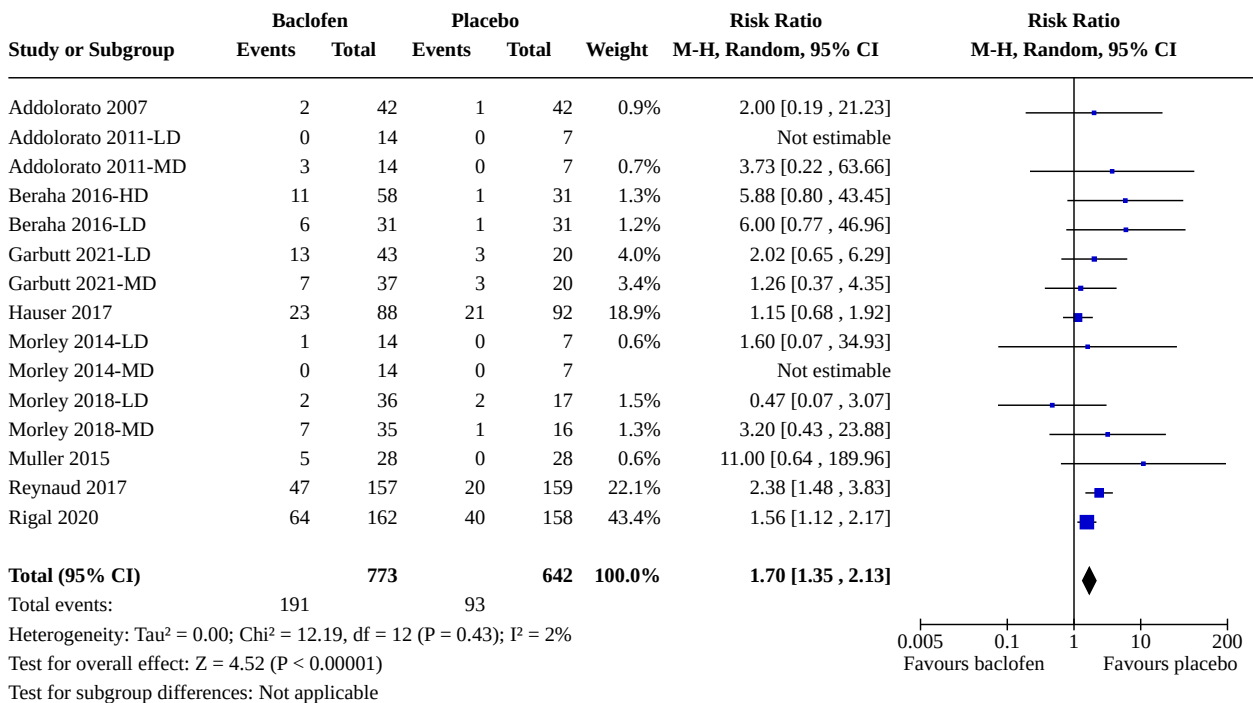 Baclofen Placebo Risk Ratio Risk Ratio
Study or Subgroup Events Total Events Total Weight M-H, Random, 95% CI M-H, Random, 95% CI
Addolorato 2007 2 42 1 42 0.9% 2.00 [0.19 , 21.23]
Addolorato 2011-LD 0 14 0 7 Not estimable
Addolorato 2011-MD 3 14 0 7 0.7% 3.73 [0.22 , 63.66]
Beraha 2016-HD 11 58 1 31 1.3% 5.88 [0.80 , 43.45]
Beraha 2016-LD 6 31 1 31 1.2% 6.00 [0.77 , 46.96]
Garbutt 2021-LD 13 43 3 20 4.0% 2.02 [0.65 , 6.29]
Garbutt 2021-MD 7 37 3 20 3.4% 1.26 [0.37 , 4.35]
Hauser 2017 23 88 21 92 18.9% 1.15 [0.68 , 1.92]
Morley 2014-LD 1 14 0 7 0.6% 1.60 [0.07 , 34.93]
Morley 2014-MD 0 14 0 7 Not estimable
Morley 2018-LD 2 36 2 17 1.5% 0.47 [0.07 , 3.07]
Morley 2018-MD 7 35 1 16 1.3% 3.20 [0.43 , 23.88]
Muller 2015 5 28 0 28 0.6% 11.00 [0.64 , 189.96]
Reynaud 2017 47 157 20 159 22.1% 2.38 [1.48 , 3.83]
Rigal 2020 64 162 40 158 43.4% 1.56 [1.12 , 2.17]
Total (95% CI) 773 642 100.0% 1.70 [1.35 , 2.13]
Total events: 191 93
Heterogeneity: Tau² = 0.00; Chi² = 12.19, df = 12 (P = 0.43); I² = 2%
0.005 0.1 1 10 200
Test for overall effect: Z = 4.52 (P < 0.00001)
Favours baclofen Favours placebo
Test for subgroup differences: Not applicable